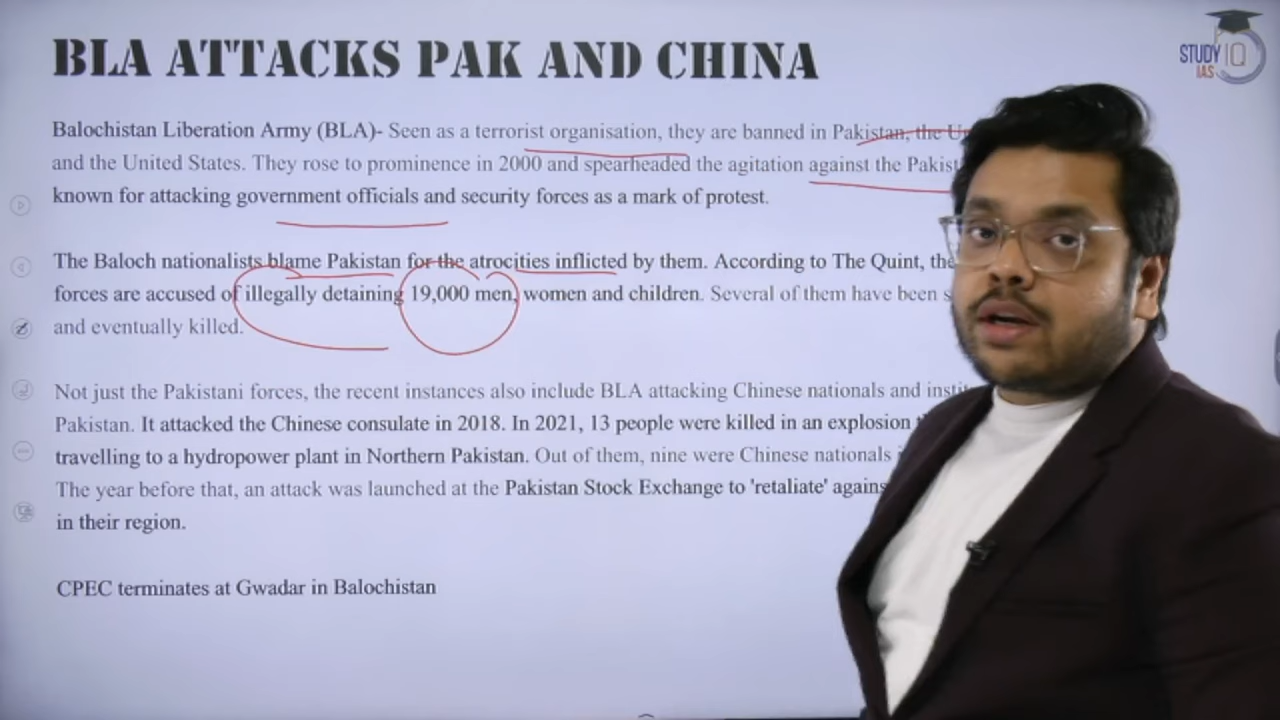 BLA ATTACKS PAK AND CHINA
STUDY IQ
IAS
Balochistan Liberation Army (BLA)- Seen as a terrorist organisation, they are banned in Pakistan, the
and the United States. They rose to prominence in 2000 and spearheaded the agitation against the
known for attacking government officials and security forces as a mark of protest.
The Baloch nationalists blame Pakistan for the atrocities inflicted by them. According to The Quint,
forces are accused of illegally detaining 19,000 men, women and children. Several of them have been
and eventually killed.
Not just the Pakistani forces, the recent instances also include BLA attacking Chinese nationals and
Pakistan. It attacked the Chinese consulate in 2018. In 2021, 13 people were killed in an explosion
travelling to a hydropower plant in Northern Pakistan. Out of them, nine were Chinese nationals
The year before that, an attack was launched at the Pakistan Stock Exchange to 'retaliate'
in their region.
CPEC terminates at Gwadar in Balochistan